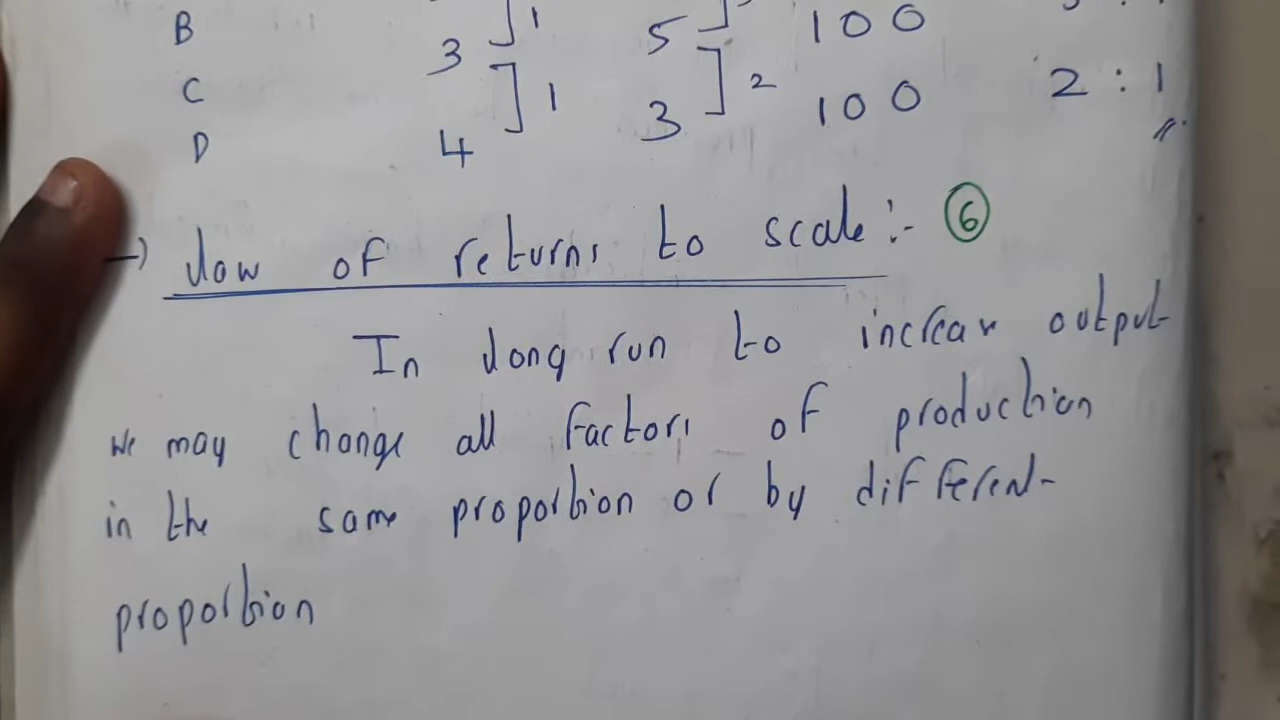 B 3 ] 1 5 ] 100
C ] 1 ] 2 2 : 1
D 4 3 100
→ Law of returns to scale :- 6
In long run to increase output
we may change all factors of production
in the same proportion or by different
proportion